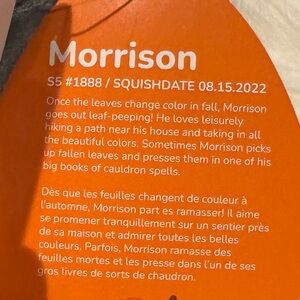 Morrison
S5 #1888 / SQUISHDATE 08.15.2022
Once the leaves change color in fall, Morrison
goes out leaf-peeping! He loves leisurely
hiking a path near his house and taking in all
the beautiful colors. Sometimes Morrison picks
up fallen leaves and presses them in one of his
big books of cauldron spells.
Dès que les feuilles changent de couleur à
l'automne, Morrison part es ramasser! Il aime
se promener tranquillement sur un sentier près
de sa maison et admirer toutes les belles
couleurs. Parfois, Morrison ramasse des
feuilles mortes et les presse dans l'un de ses
gros livres de sorts de chaudron.